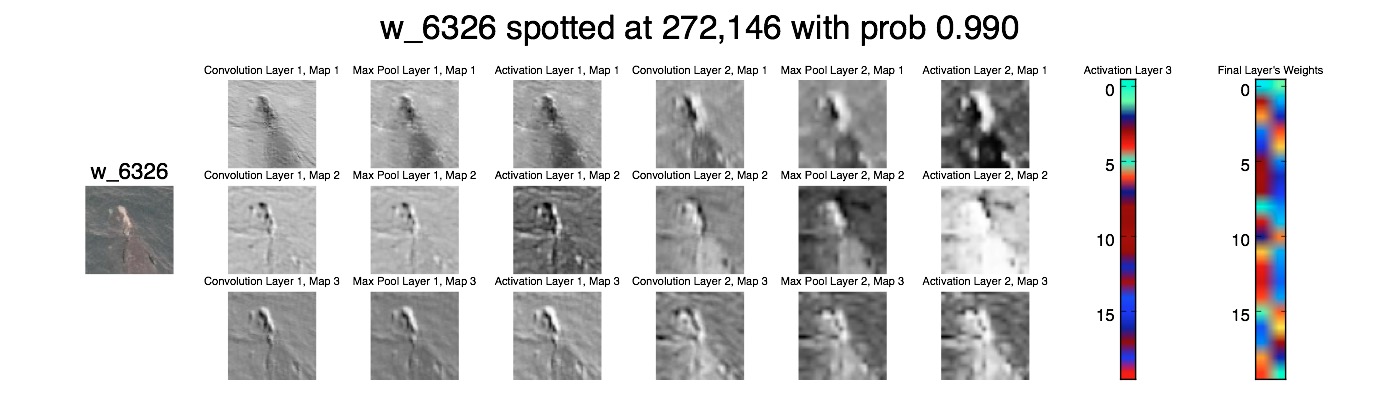 w_6326 spotted at 272,146 with prob 0.990
Convolution Layer 1, Map 1 Max Pool Layer 1, Map 1 Activation Layer 1, Map 1 Convolution Layer 2, Map 1 Max Pool Layer 2, Map 1 Activation Layer 2, Map 1 Activation Layer 3 Final Layer's Weights
0 0
w_6326
5 5
Convolution Layer 1, Map 2 Max Pool Layer 1, Map 2 Activation Layer 1, Map 2 Convolution Layer 2, Map 2 Max Pool Layer 2, Map 2 Activation Layer 2, Map 2
10 10
Convolution Layer 1, Map 3 Max Pool Layer 1, Map 3 Activation Layer 1, Map 3 Convolution Layer 2, Map 3 Max Pool Layer 2, Map 3 Activation Layer 2, Map 3
15 15